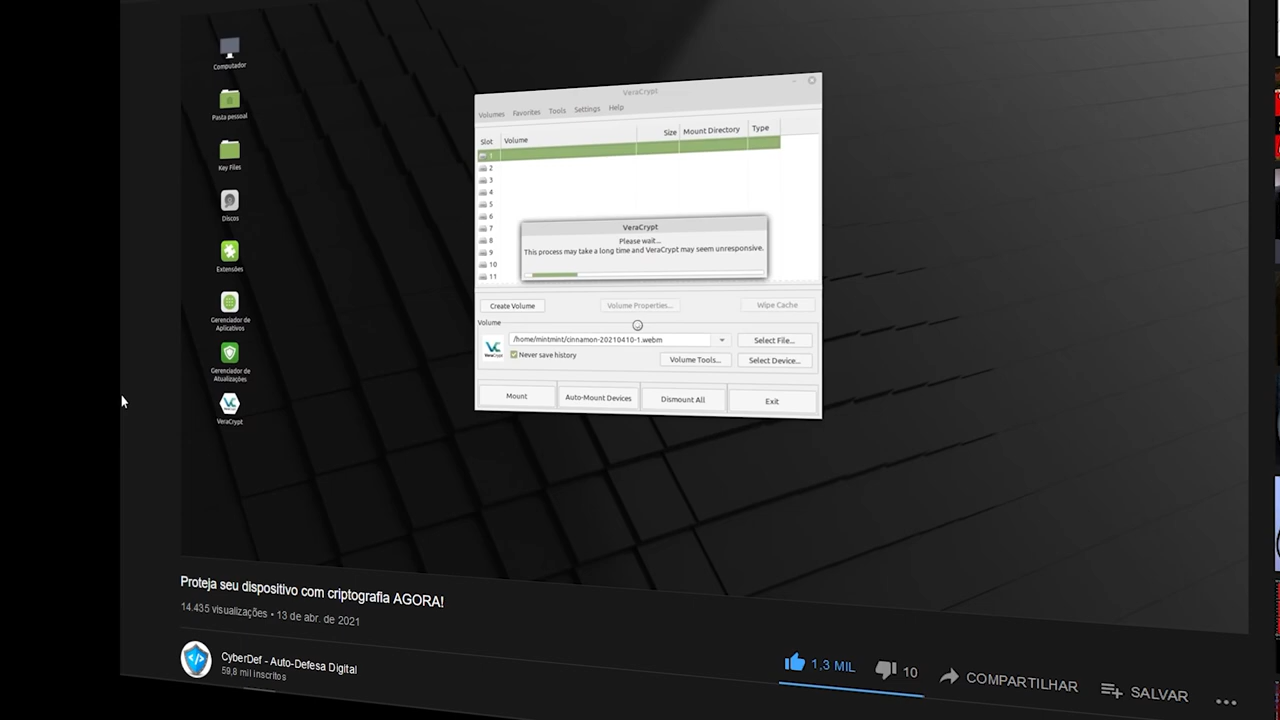 Computador
Pasta pessoal
Key Files
Discos
Extensões
Gerenciador de
Aplicativos
Gerenciador de
Atualizações
VeraCrypt
VeraCrypt
Volumes Favorites Tools Settings Help
Slot Volume Size Mount Directory Type
1
2
3
4
5
6
7
8
9
10
11
VeraCrypt
Please wait...
This process may take a long time and VeraCrypt may seem unresponsive.
Create Volume Volume Properties... Wipe Cache
Volume
VeraCrypt
/home/mintmint/cinnamon-20210410-1.webm Select File...
Never save history Volume Tools... Select Device...
Mount Auto-Mount Devices Dismount All Exit
Proteja seu dispositivo com criptografia AGORA!
14.435 visualizações • 13 de abr. de 2021
CyberDef - Auto-Defesa Digital
59,8 mil inscritos
1,3 MIL 10 COMPARTILHAR SALVAR